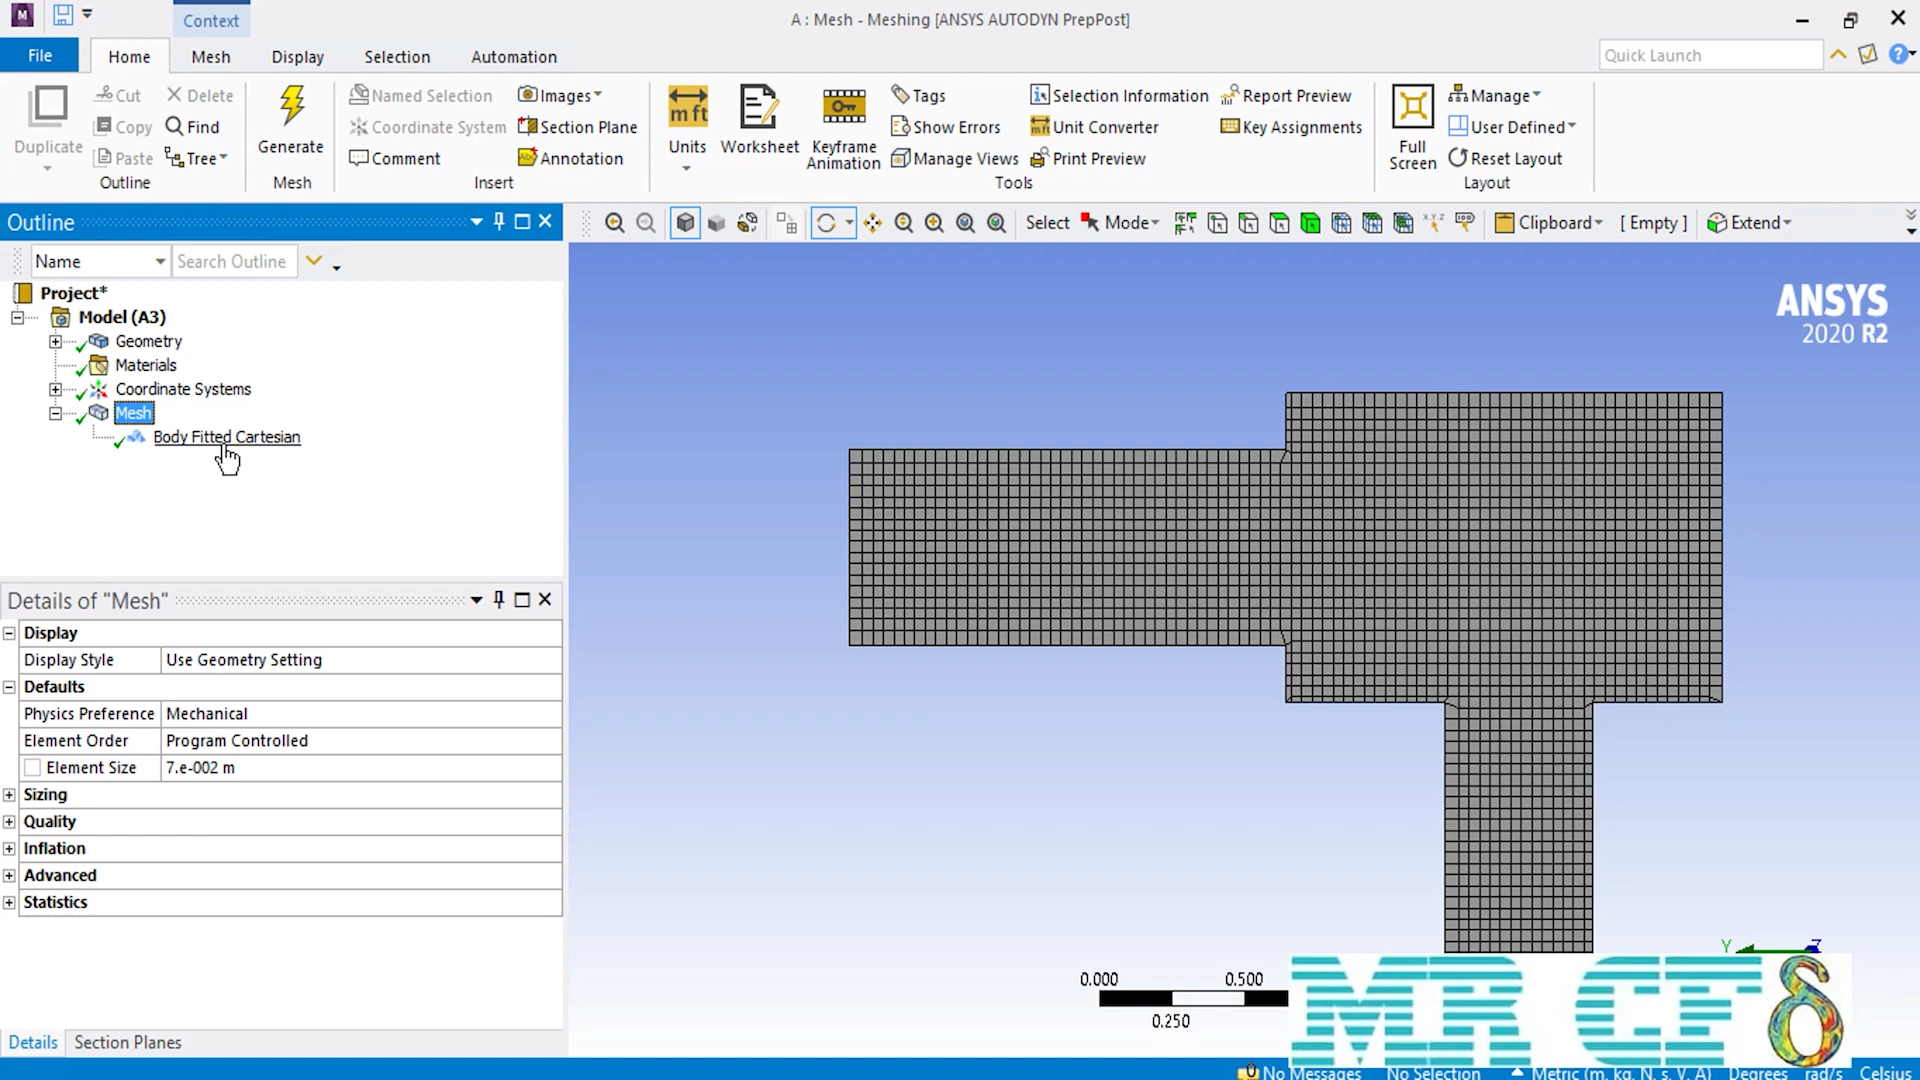 Context
A : Mesh - Meshing [ANSYS AUTODYN PrepPost]
File Home Mesh Display Selection Automation
Quick Launch
Duplicate
Cut
Copy
Paste
Delete
Find
Tree
Outline
Generate
Mesh
Named Selection
Coordinate System
Comment
Images
Section Plane
Annotation
Insert
mft
Units
Worksheet
Keyframe
Animation
Tags
Show Errors
Manage Views
Selection Information
Unit Converter
Print Preview
Report Preview
Key Assignments
Tools
Full
Screen
Manage
User Defined
Reset Layout
Layout
Outline
Select Mode Clipboard [ Empty ] Extend
Name Search Outline
Project*
Model (A3)
Geometry
Materials
Coordinate Systems
Mesh
Body Fitted Cartesian
ANSYS
2020 R2
Details of "Mesh"
Display
Display Style Use Geometry Setting
Defaults
Physics Preference Mechanical
Element Order Program Controlled
Element Size 7.e-002 m
Sizing
Quality
Inflation
Advanced
Statistics
Y Z
0.000 0.500
0.250
MR CF
Details Section Planes
0 No Messages No Selection Metric (m, kg, N, s, V, A) Degrees rad/s Celsius